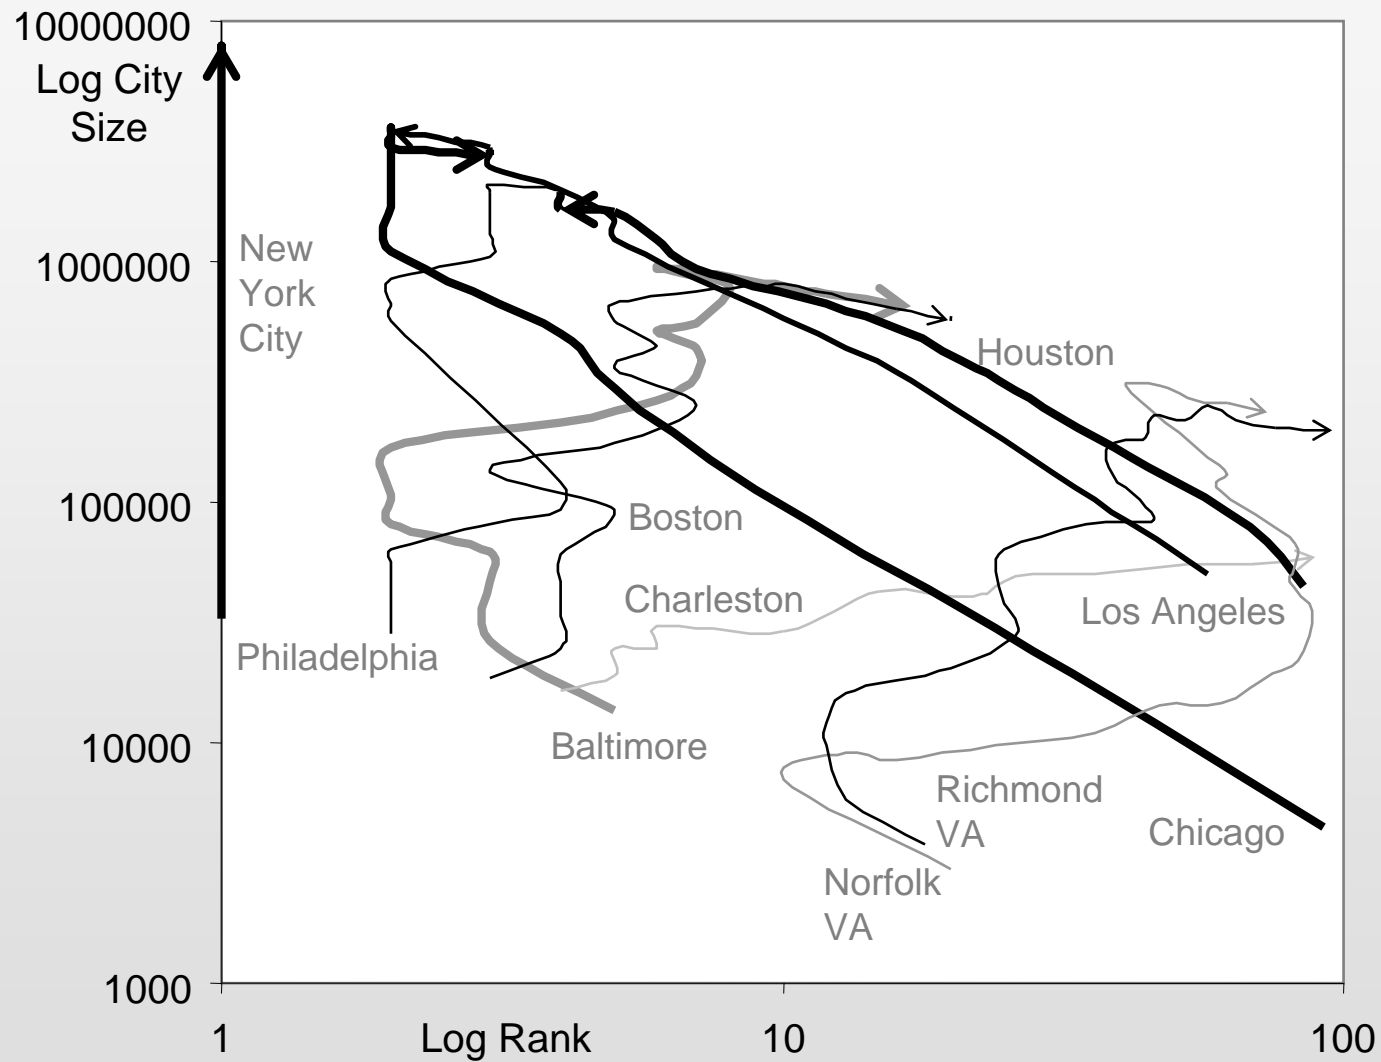 10000000
Log City
Size
New
York
City
1000000
Houston
100000
Boston
Charleston
Los Angeles
Philadelphia
Baltimore
10000
Richmond
VA
Chicago
Norfolk
VA
1000
1
Log Rank
10
100